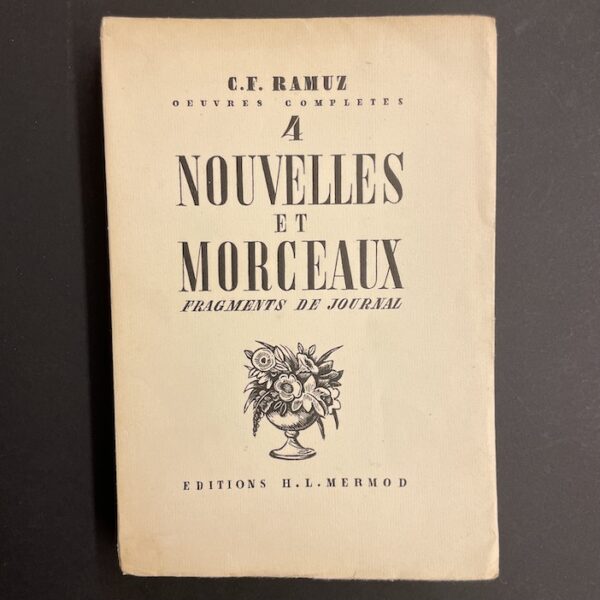 C.F. RAMUZ
OEUVRES COMPLETES
4
NOUVELLES
ET
MORCEAUX
FRAGMENTS DE JOURNAL
EDITIONS H.L.MERMOD